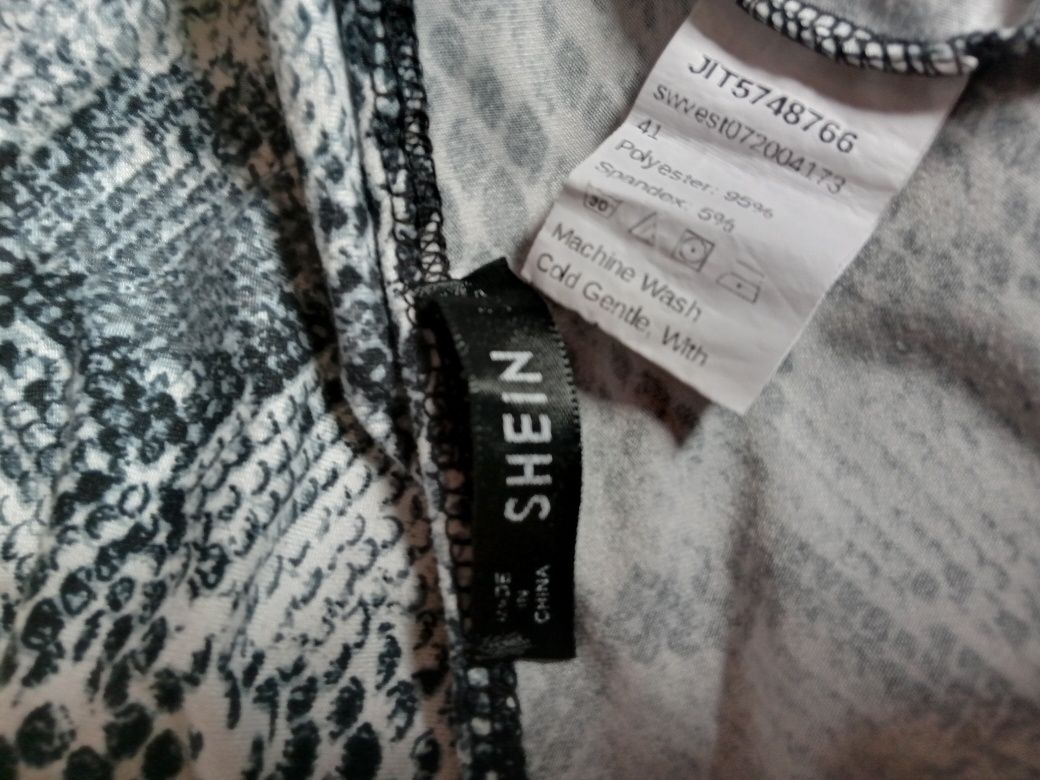 JIT5748766
swvest072004173
41
Polyester: 95%
Spandex: 5%
30
Machine Wash
Cold Gentle, With
SHEIN
MADE
IN
CHINA